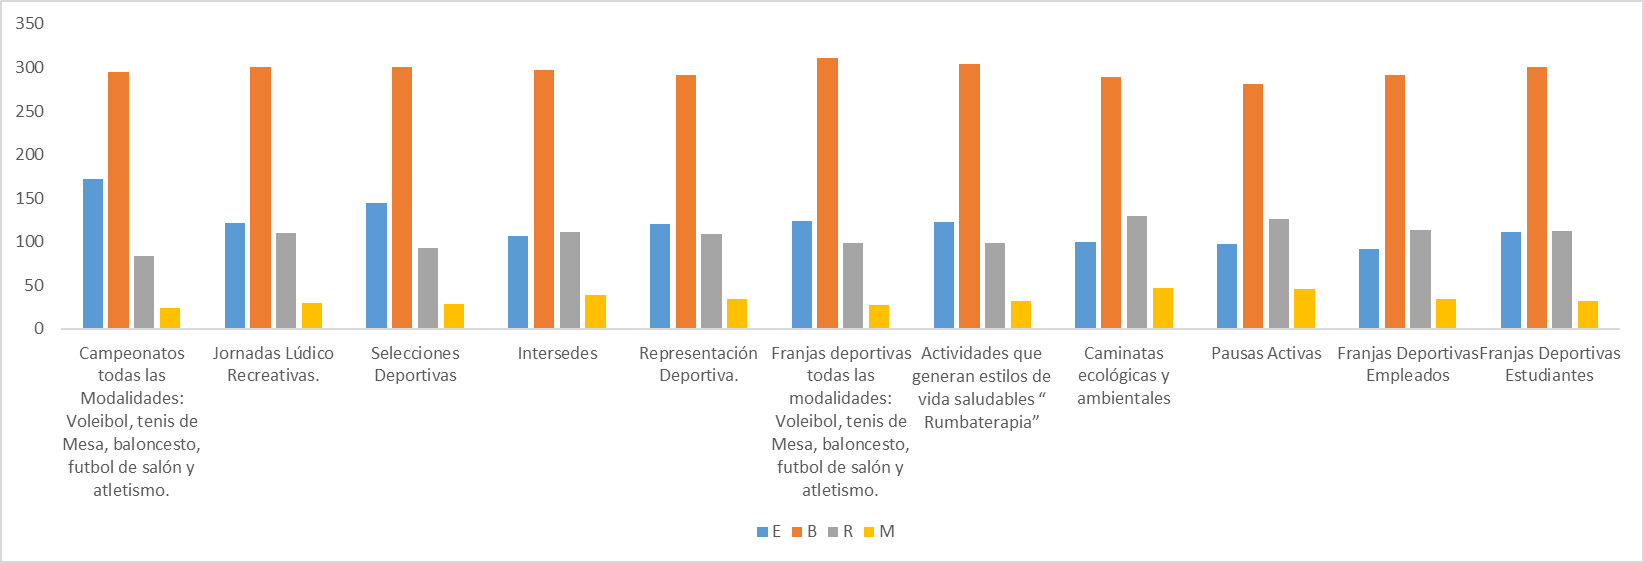 350
300
250
200
150
100
50
0
Campeonatos
todas las
Modalidades:
Voleibol, tenis de
Mesa, baloncesto,
futbol de salón y
atletismo.
Jornadas Lúdico
Recreativas.
Selecciones
Deportivas
Intersedes
Representación
Deportiva.
Franjas deportivas
todas las
modalidades:
Voleibol, tenis de
Mesa, baloncesto,
futbol de salón y
atletismo.
Actividades que
generan estilos de
vida saludables “
Rumbaterapia”
Caminatas
ecológicas y
ambientales
Pausas Activas
Franjas Deportivas
Empleados
Franjas Deportivas
Estudiantes
E B R M